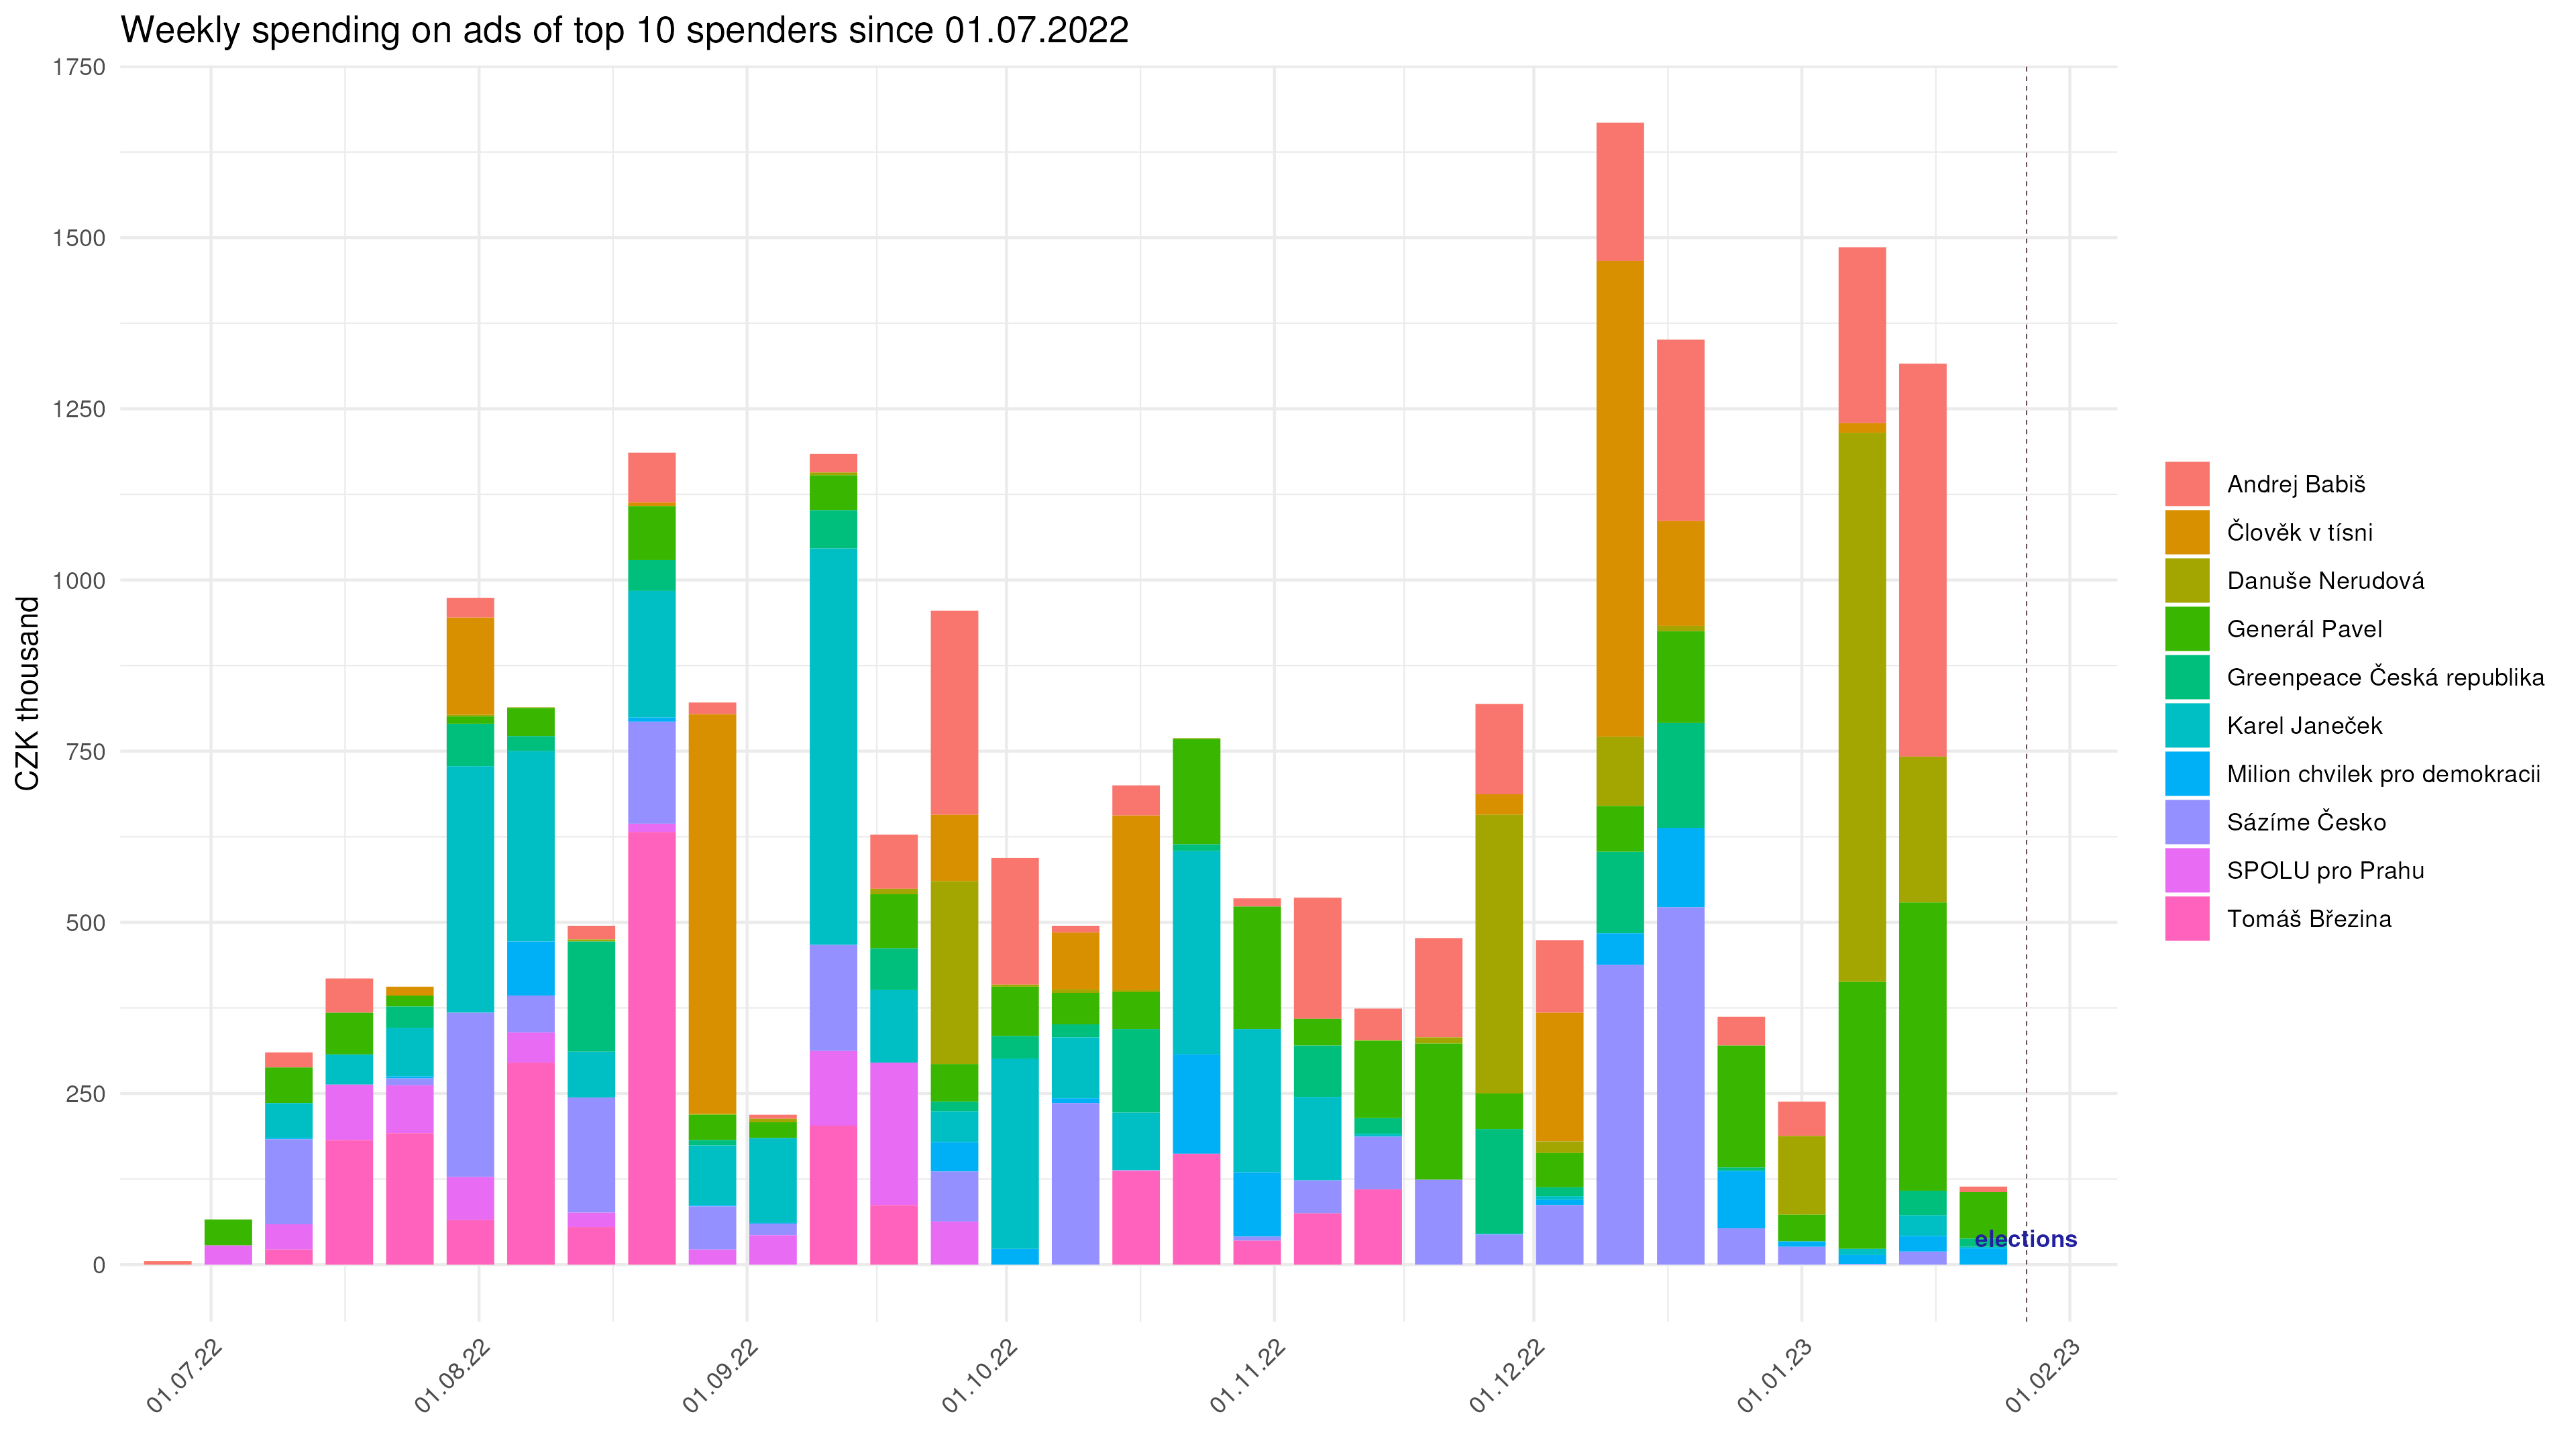 Weekly spending on ads of top 10 spenders since 01.07.2022
CZK thousand
1750
1500
1250
1000
750
500
250
0
elections
01.07.22
01.08.22
01.09.22
01.10.22
01.11.22
01.12.22
01.01.23
01.02.23
Andrej Babiš
Člověk v tísni
Danuše Nerudová
Generál Pavel
Greenpeace Česká republika
Karel Janeček
Milion chvilek pro demokracii
Sázíme Česko
SPOLU pro Prahu
Tomáš Březina